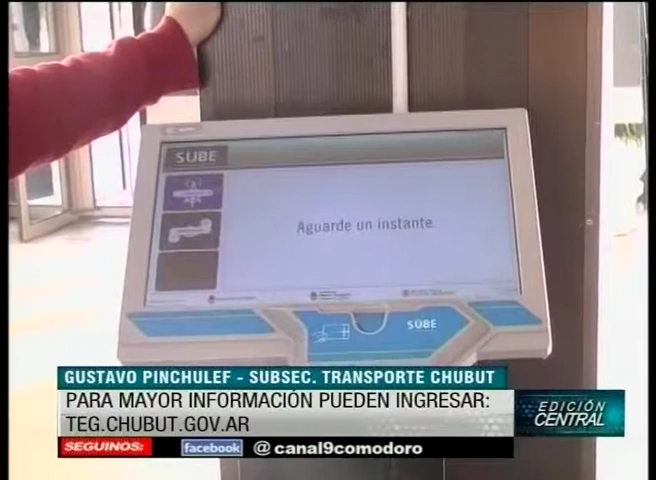 SUBE
Aguarde un instante.
SUBE
GUSTAVO PINCHULEF - SUBSEC. TRANSPORTE CHUBUT
PARA MAYOR INFORMACIÓN PUEDEN INGRESAR:
TEG.CHUBUT.GOV.AR
EDICIÓN
CENTRAL
SEGUINOS: facebook @canal9comodoro